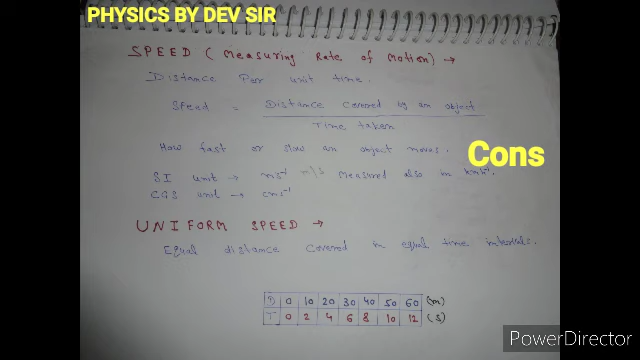 PHYSICS BY DEV SIR
SPEED (Measuring Rate of Motion) →
Distance Per unit time.
Speed = Distance covered by an object
Time taken
How fast or slow an object moves.
Cons
SI unit → ms⁻¹ m/s Measured also in kmh⁻¹.
CGS unit → cms⁻¹
UNIFORM SPEED →
Equal distance covered in equal time intervals.
D 0 10 20 30 40 50 60 (m)
T 0 2 4 6 8 10 12 (s)
PowerDirector